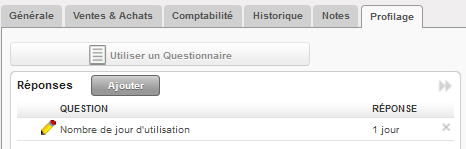 Générale Ventes & Achats Comptabilité Historique Notes Profilage
Utiliser un Questionnaire
Réponses Ajouter
QUESTION RÉPONSE
Nombre de jour d'utilisation 1 jour